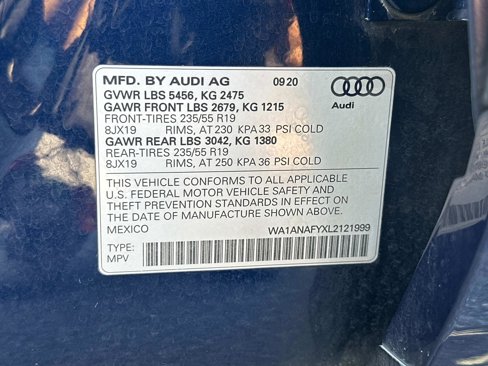 MFD. BY AUDI AG 0920
GVWR LBS 5456, KG 2475
GAWR FRONT LBS 2679, KG 1215
FRONT-TIRES 235/55 R19
8JX19 RIMS, AT 230 KPA 33 PSI COLD
GAWR REAR LBS 3042, KG 1380
REAR-TIRES 235/55 R19
8JX19 RIMS, AT 250 KPA 36 PSI COLD
Audi
THIS VEHICLE CONFORMS TO ALL APPLICABLE
U.S. FEDERAL MOTOR VEHICLE SAFETY AND
THEFT PREVENTION STANDARDS IN EFFECT ON
THE DATE OF MANUFACTURE SHOWN ABOVE.
MEXICO WA1ANAFYXL2121999
TYPE:
MPV